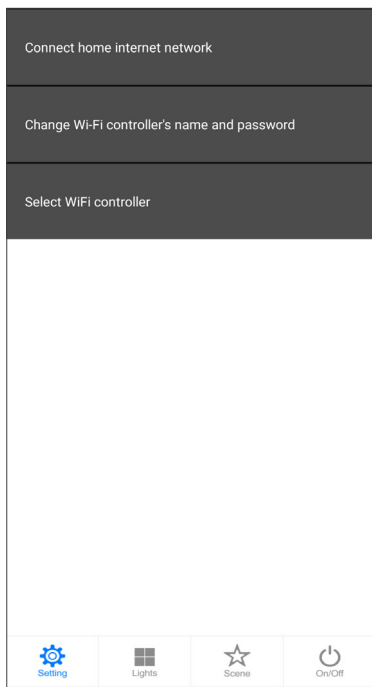 Connect home internet network
Change Wi-Fi controller's name and password
Select WiFi controller
Setting
Lights
Scene
On/Off